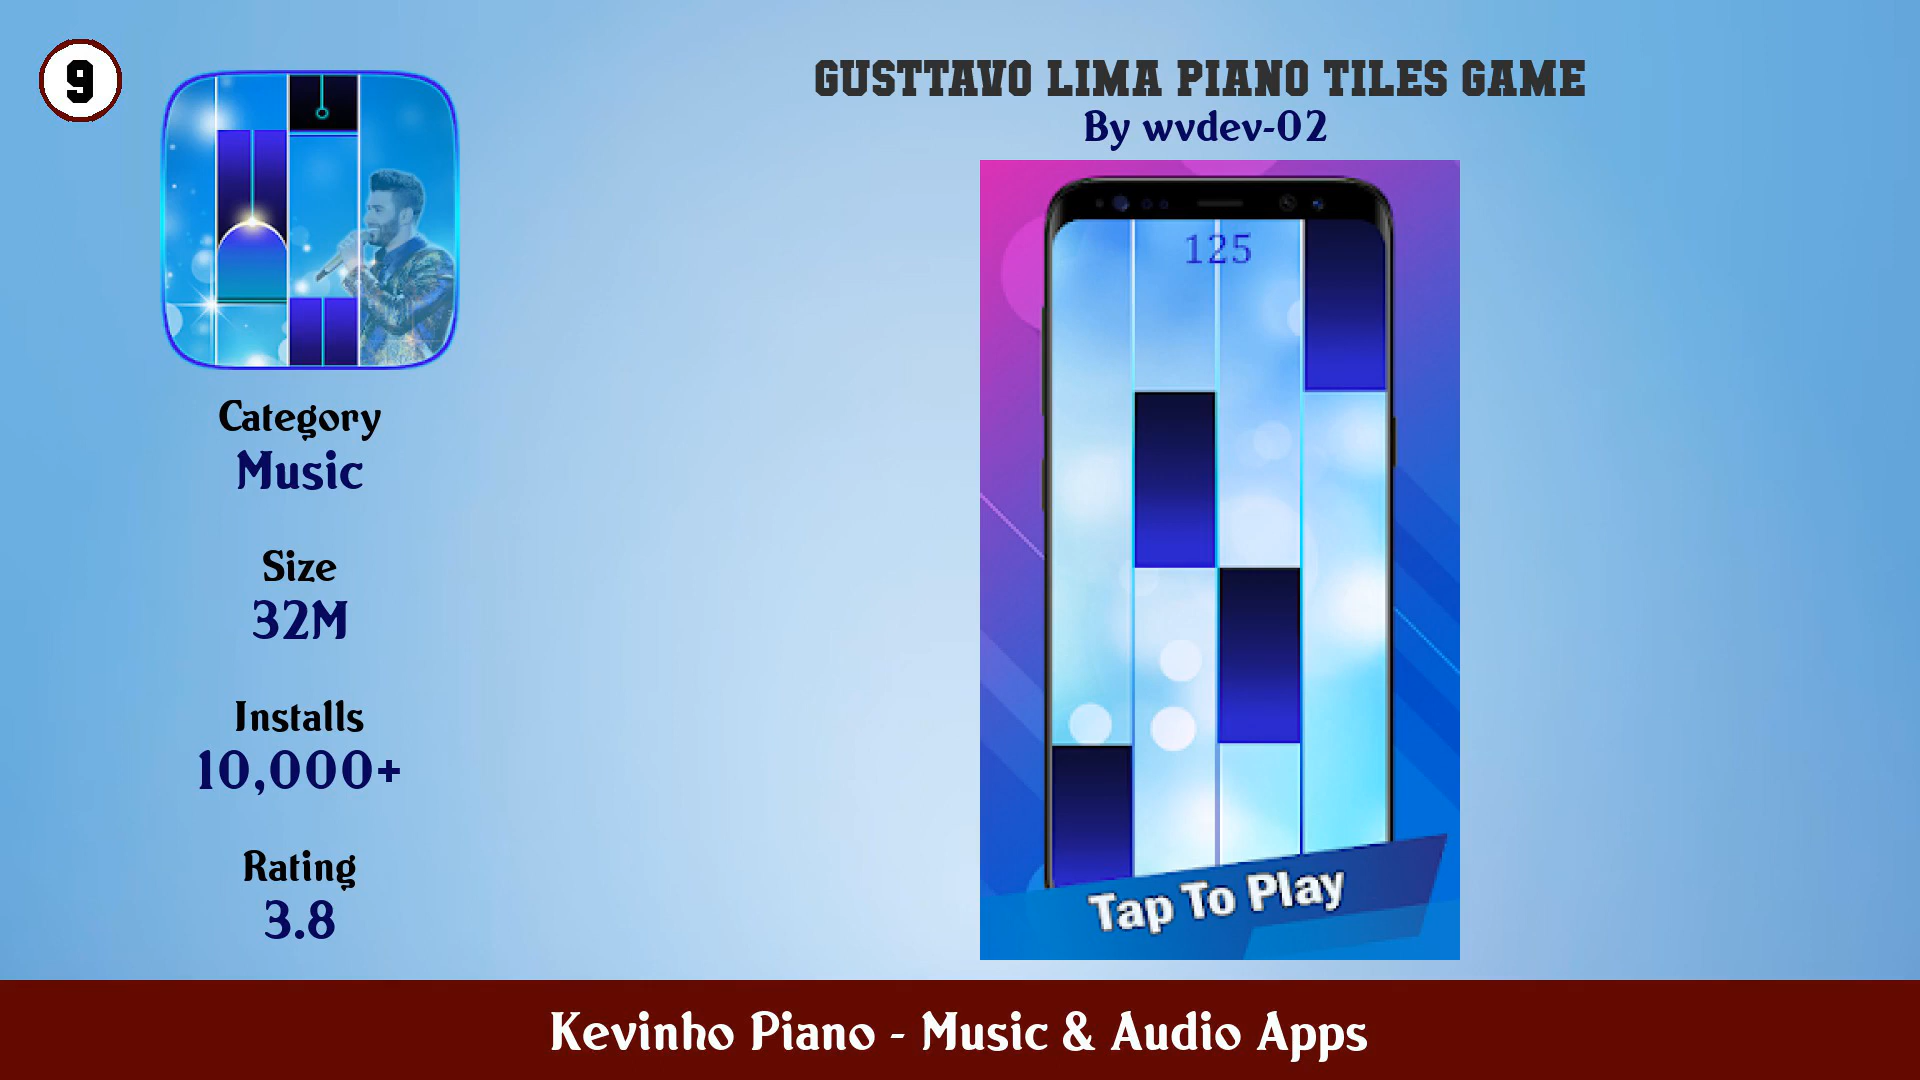 9
GUSTTAVO LIMA PIANO TILES GAME
By wvdev-02
125
Category
Music
Size
32M
Installs
10,000+
Rating
3.8
Tap To Play
Kevinho Piano - Music & Audio Apps